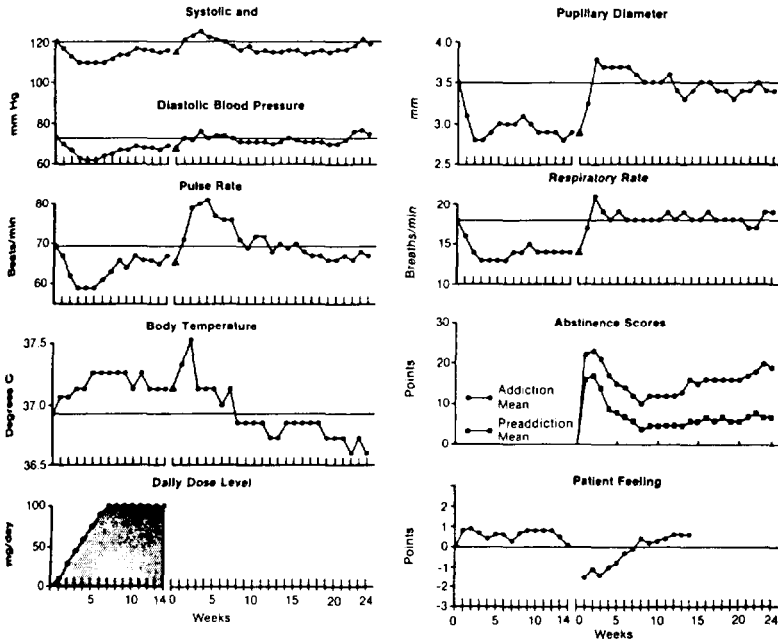 Systolic and
120
100
mm Hg
Diastolic Blood Pressure
80
60
Pulse Rate
80
70
60
Beats/min
Body Temperature
37.5
37.0
36.5
Degrees C
Daily Dose Level
100
50
0
mg/day
0 5 10 14 0 5 10 15 20 24
Weeks
Pupillary Diameter
4.0
3.5
3.0
2.5
mm
Respiratory Rate
20
15
10
Breaths/min
Abstinence Scores
30
20
10
0
Points
Addiction
Mean
Preaddiction
Mean
Patient Feeling
2
1
0
-1
-2
-3
Points
0 5 10 14 0 5 10 15 20 24
Weeks